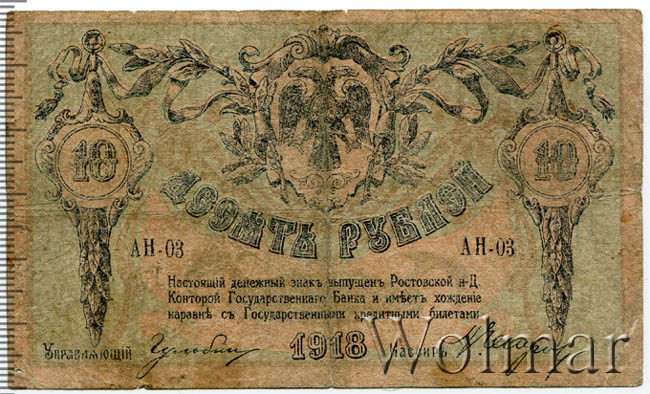 10 10
ДЕСЯТЬ РУБЛЕЙ
АН-03 АН-03
Настоящій денежный знакъ выпущенъ Ростовской н-Д.
Конторой Государственнаго Банка и имѣетъ хожденіе
наравнѣ съ Государственными кредитными билетами
Управляющій 1918 Кассиръ
Wolmar